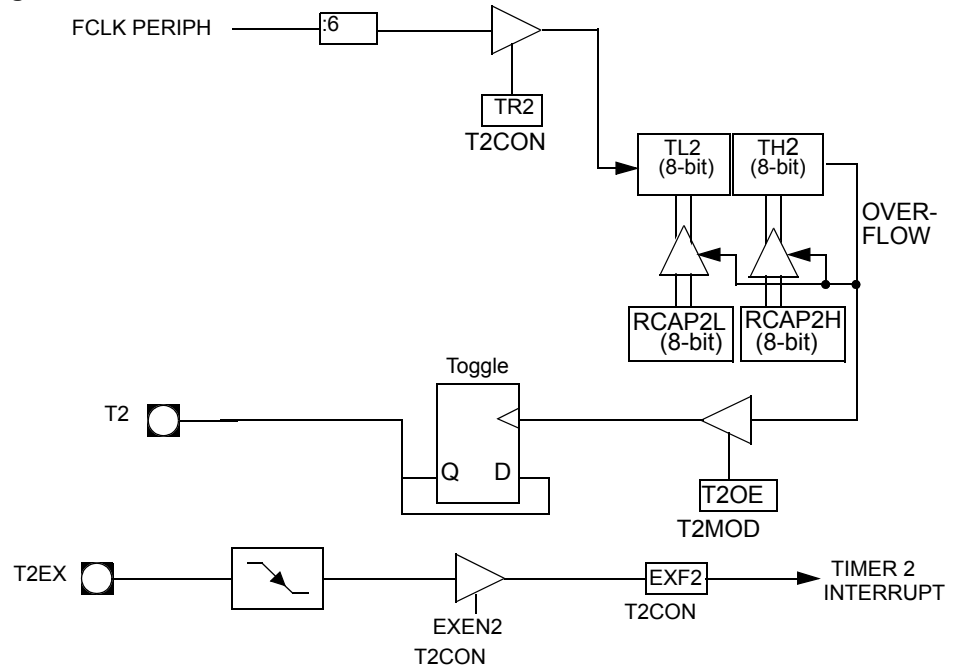 FCLK PERIPH
:6
TR2
T2CON
TL2
(8-bit)
TH2
(8-bit)
OVER-
FLOW
RCAP2L
(8-bit)
RCAP2H
(8-bit)
Toggle
T2
Q D
T2OE
T2MOD
T2EX
EXF2
TIMER 2
INTERRUPT
EXEN2
T2CON
T2CON